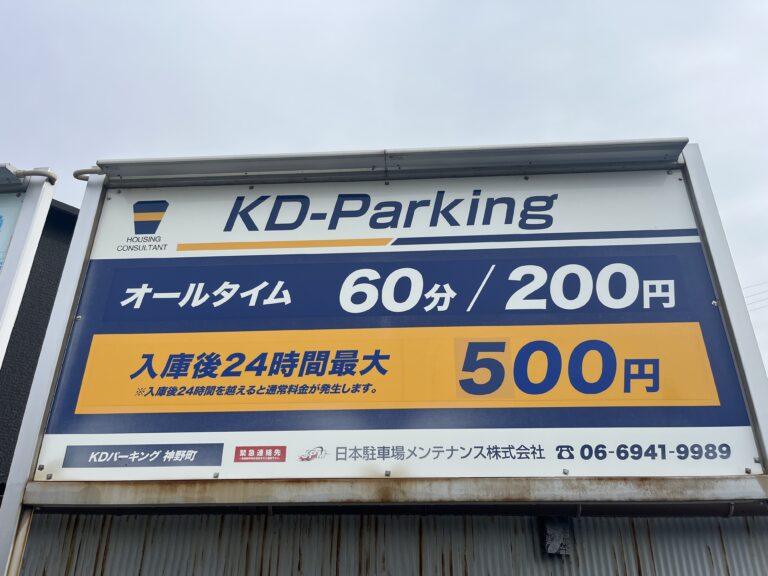 HOUSING
CONSULTANT
KD-Parking
オールタイム 60分/200円
入庫後24時間最大 500円
※入庫後24時間を越えると通常料金が発生します。
KDパーキング 神野町
緊急連絡先
日本駐車場メンテナンス株式会社 ☎06-6941-9989